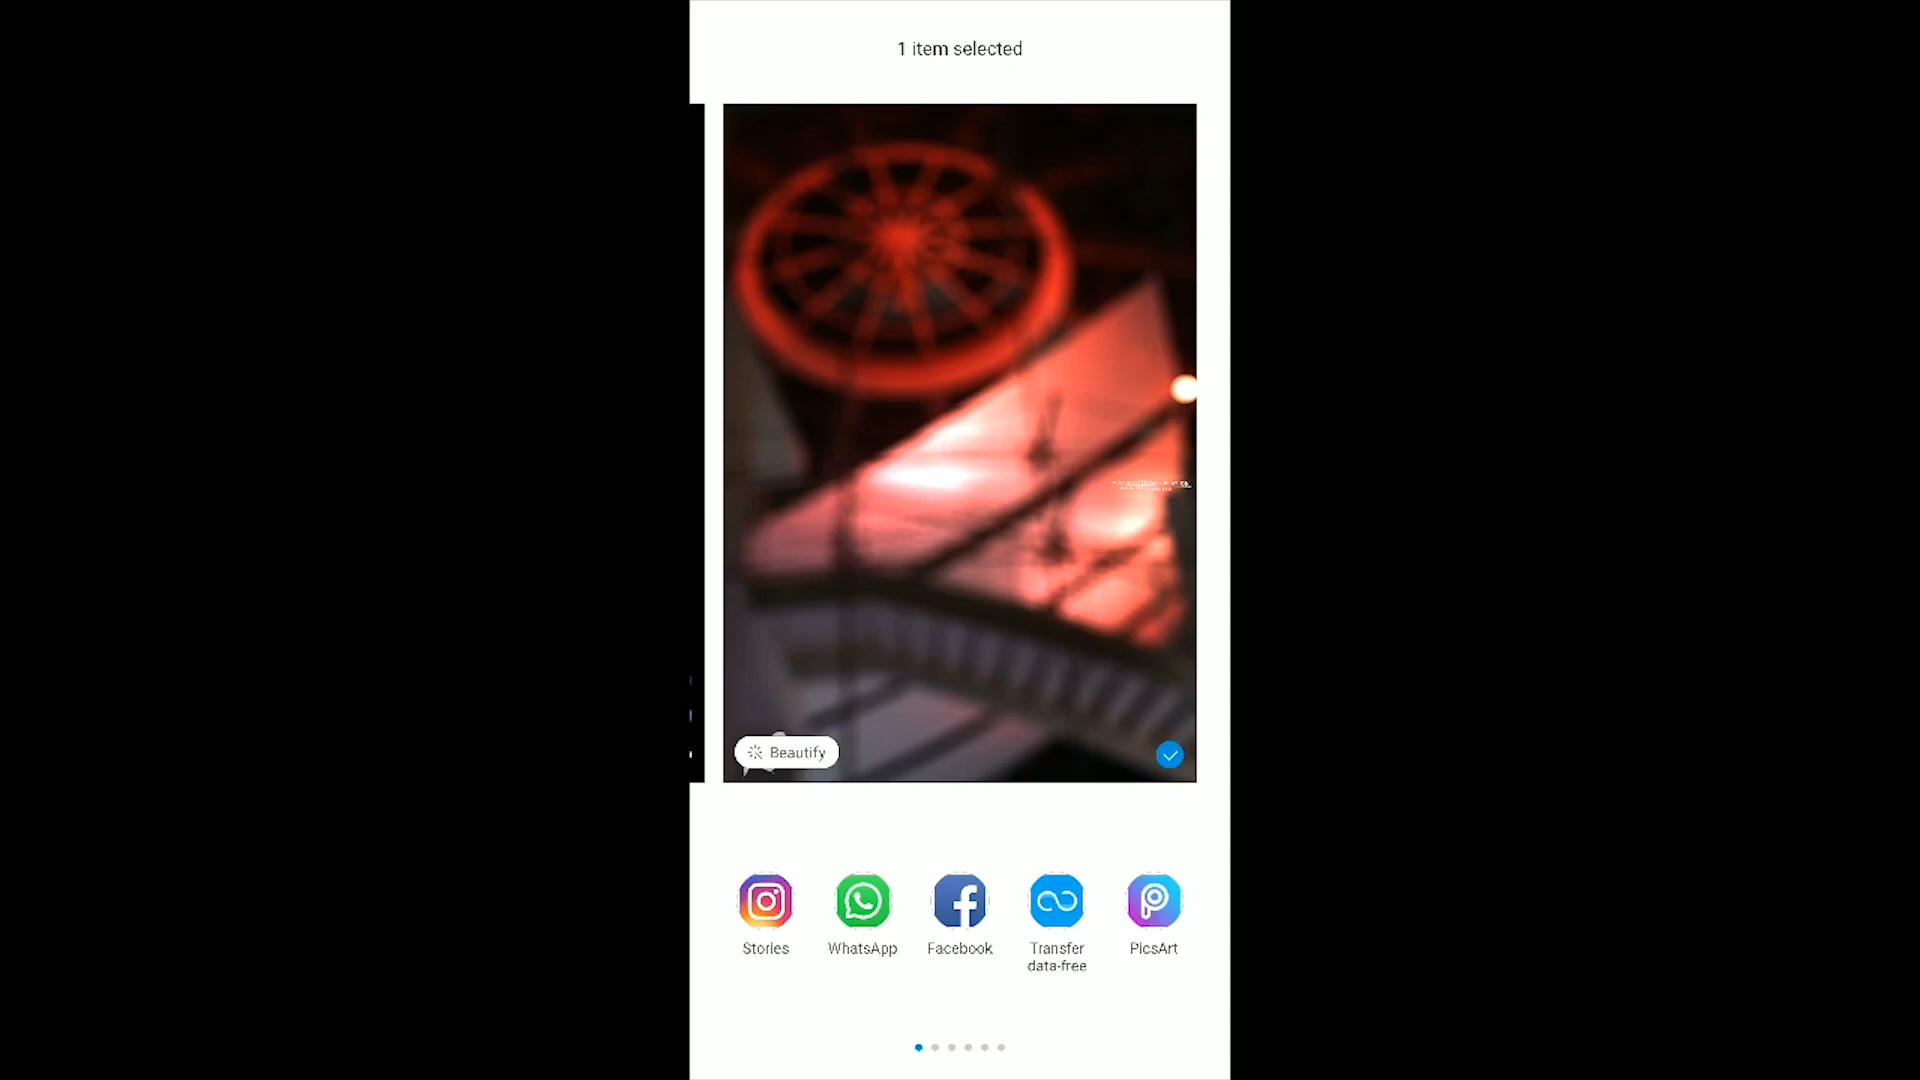 1 item selected
Beautify
Stories
WhatsApp
Facebook
Transfer
data-free
PicsArt